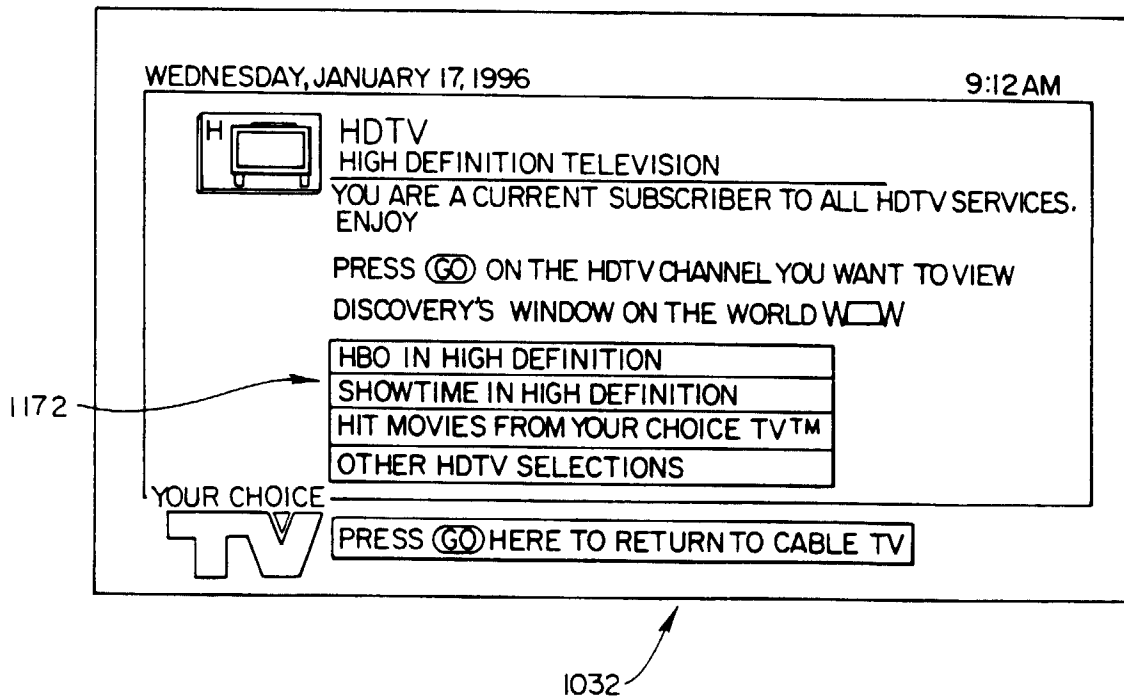 WEDNESDAY, JANUARY 17, 1996 9:12 AM
H
HDTV
HIGH DEFINITION TELEVISION
YOU ARE A CURRENT SUBSCRIBER TO ALL HDTV SERVICES.
ENJOY
PRESS GO ON THE HDTV CHANNEL YOU WANT TO VIEW
DISCOVERY'S WINDOW ON THE WORLD WOW
HBO IN HIGH DEFINITION
1172
SHOWTIME IN HIGH DEFINITION
HIT MOVIES FROM YOUR CHOICE TV™
OTHER HDTV SELECTIONS
YOUR CHOICE
TV
PRESS GO HERE TO RETURN TO CABLE TV
1032